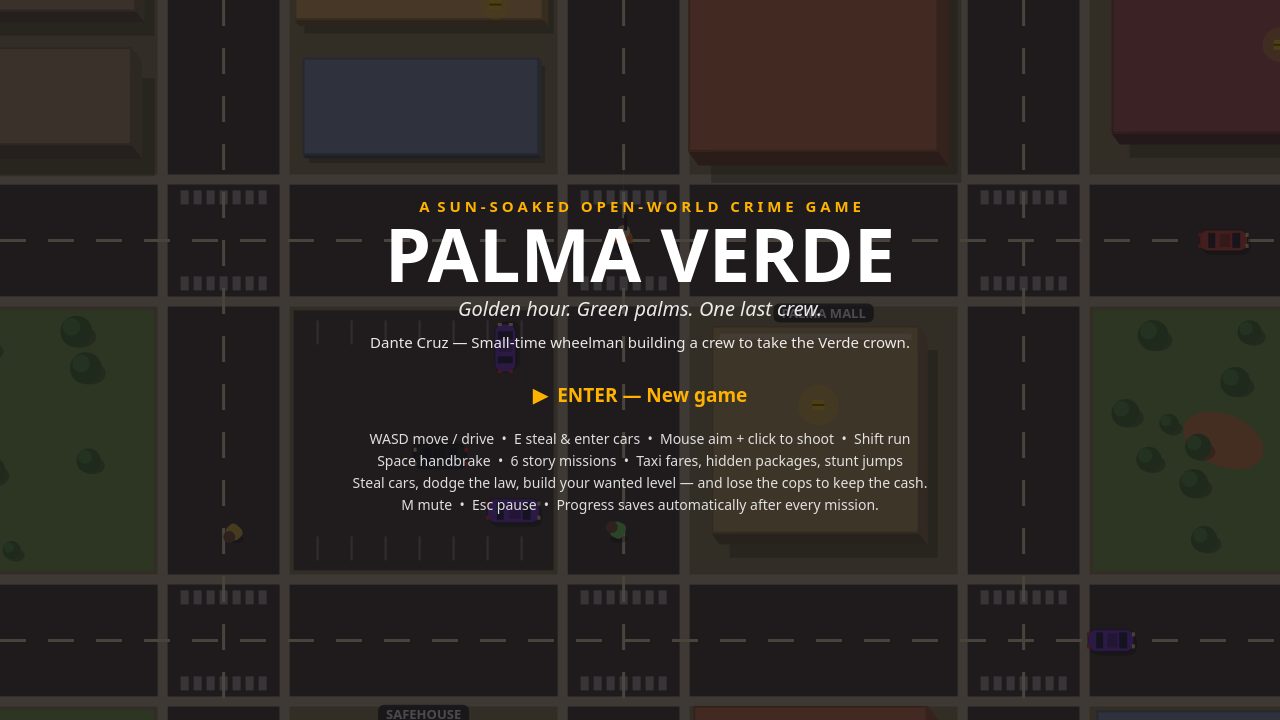 A SUN-SOAKED OPEN-WORLD CRIME GAME
PALMA VERDE
Golden hour. Green palms. One last crew.
PALMA MALL
Dante Cruz — Small-time wheelman building a crew to take the Verde crown.
▶ ENTER — New game
WASD move / drive • E steal & enter cars • Mouse aim + click to shoot • Shift run
Space handbrake • 6 story missions • Taxi fares, hidden packages, stunt jumps
Steal cars, dodge the law, build your wanted level — and lose the cops to keep the cash.
M mute • Esc pause • Progress saves automatically after every mission.
SAFEHOUSE